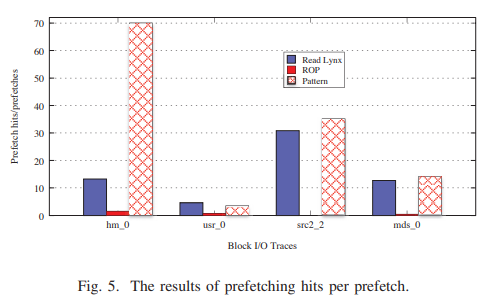 70
60
50
40
30
20
10
0
Prefetch hits/prefetches
Read Lynx
ROP
Pattern
hm_0 usr_0 src2_2 mds_0
Block I/O Traces
Fig. 5. The results of prefetching hits per prefetch.